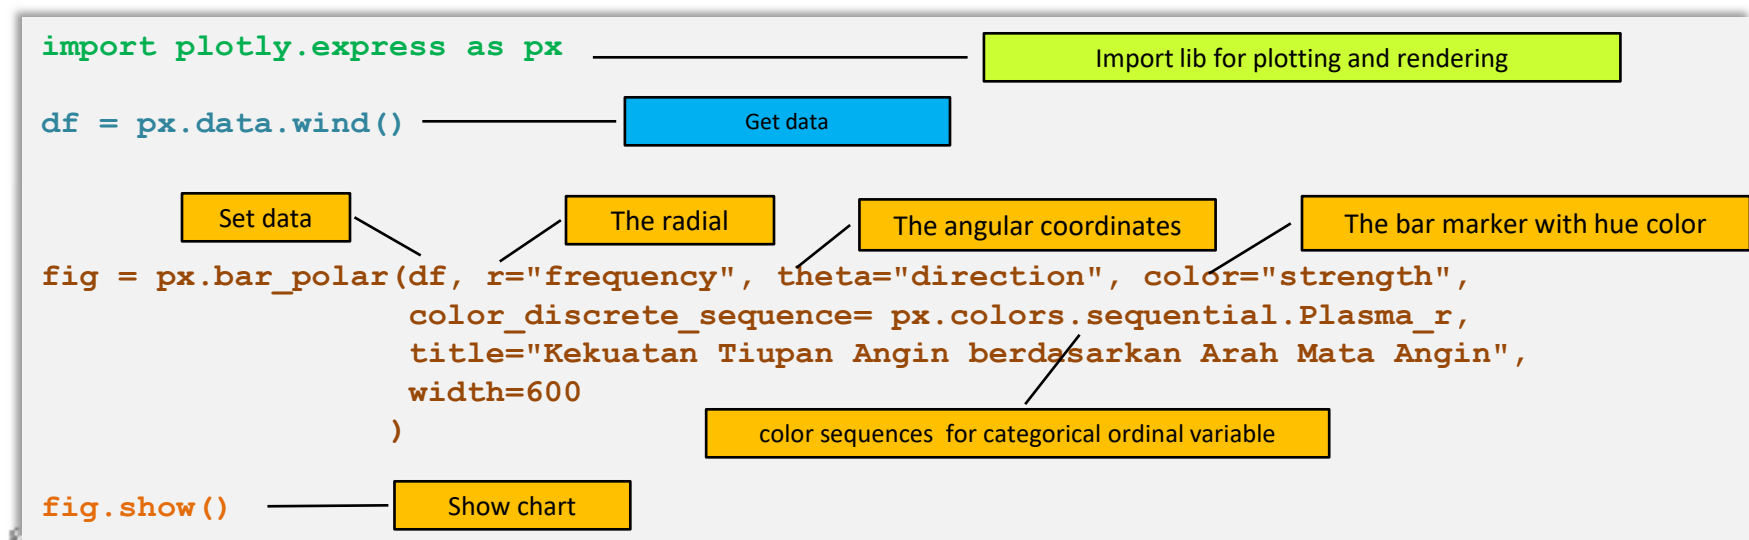 import plotly.express as px
Import lib for plotting and rendering
df = px.data.wind()
Get data
Set data
The radial
The angular coordinates
The bar marker with hue color
fig = px.bar_polar(df, r="frequency", theta="direction", color="strength",
color_discrete_sequence= px.colors.sequential.Plasma_r,
title="Kekuatan Tiupan Angin berdasarkan Arah Mata Angin",
width=600
)
color sequences for categorical ordinal variable
fig.show()
Show chart